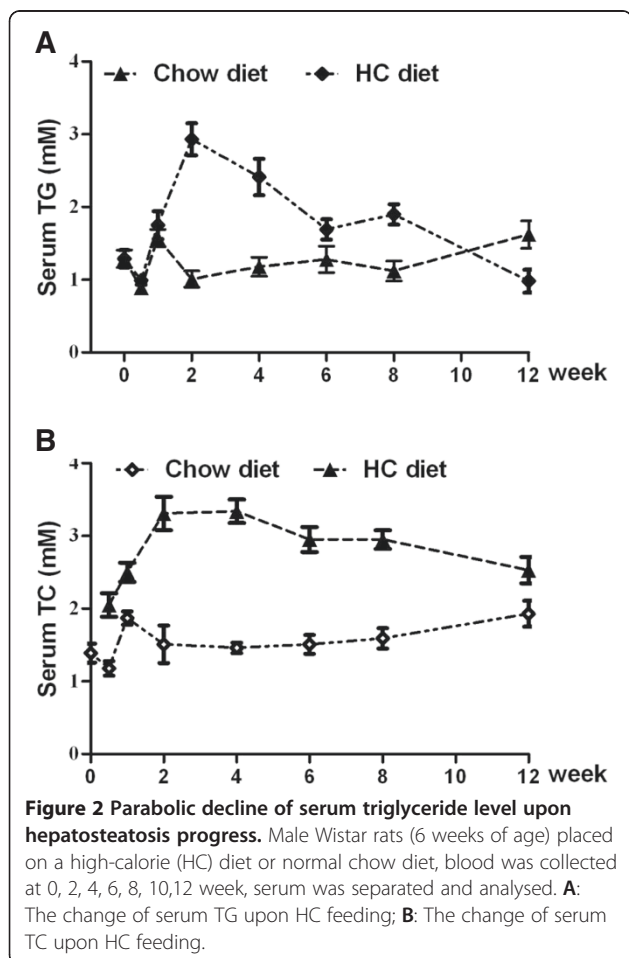 A
Chow diet HC diet
4
3
2
1
0
Serum TG (mM)
0 2 4 6 8 10 12 week
B
Chow diet HC diet
4
3
2
1
0
Serum TC (mM)
0 2 4 6 8 10 12 week
Figure 2 Parabolic decline of serum triglyceride level upon
hepatosteatosis progress. Male Wistar rats (6 weeks of age) placed
on a high-calorie (HC) diet or normal chow diet, blood was collected
at 0, 2, 4, 6, 8, 10,12 week, serum was separated and analysed. A:
The change of serum TG upon HC feeding; B: The change of serum
TC upon HC feeding.